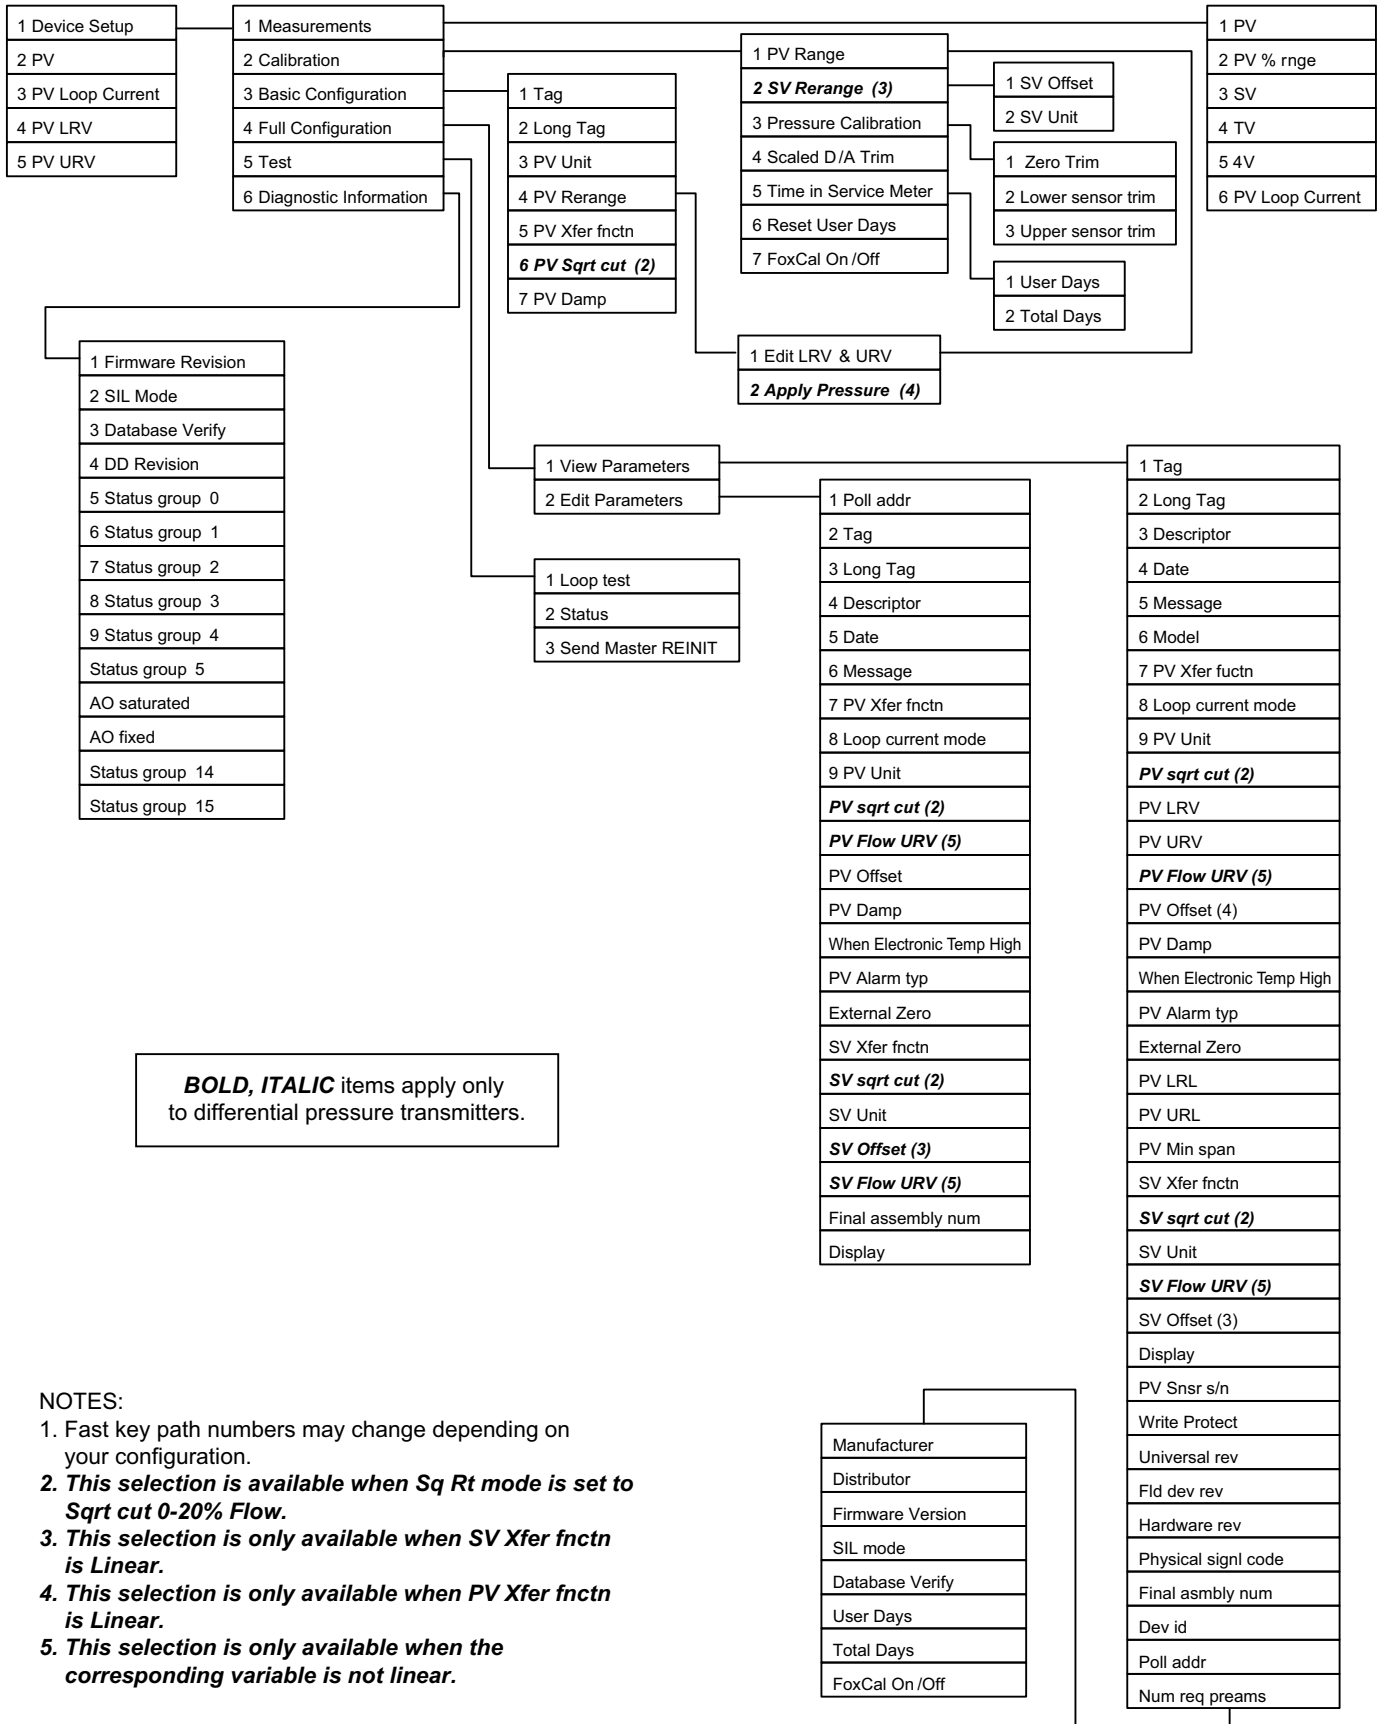 1 Device Setup
2 PV
3 PV Loop Current
4 PV LRV
5 PV URV
1 Measurements
2 Calibration
3 Basic Configuration
4 Full Configuration
5 Test
6 Diagnostic Information
1 Tag
2 Long Tag
3 PV Unit
4 PV Rerange
5 PV Xfer fnctn
6 PV Sqrt cut (2)
7 PV Damp
1 PV Range
2 SV Rerange (3)
3 Pressure Calibration
4 Scaled D/A Trim
5 Time in Service Meter
6 Reset User Days
7 FoxCal On/Off
1 SV Offset
2 SV Unit
1 Zero Trim
2 Lower sensor trim
3 Upper sensor trim
1 User Days
2 Total Days
1 PV
2 PV % rnge
3 SV
4 TV
5 4V
6 PV Loop Current
1 Edit LRV & URV
2 Apply Pressure (4)
1 Firmware Revision
2 SIL Mode
3 Database Verify
4 DD Revision
5 Status group 0
6 Status group 1
7 Status group 2
8 Status group 3
9 Status group 4
Status group 5
AO saturated
AO fixed
Status group 14
Status group 15
1 View Parameters
2 Edit Parameters
1 Loop test
2 Status
3 Send Master REINIT
1 Poll addr
2 Tag
3 Long Tag
4 Descriptor
5 Date
6 Message
7 PV Xfer fnctn
8 Loop current mode
9 PV Unit
PV sqrt cut (2)
PV Flow URV (5)
PV Offset
PV Damp
When Electronic Temp High
PV Alarm typ
External Zero
SV Xfer fnctn
SV sqrt cut (2)
SV Unit
SV Offset (3)
SV Flow URV (5)
Final assembly num
Display
1 Tag
2 Long Tag
3 Descriptor
4 Date
5 Message
6 Model
7 PV Xfer fuctn
8 Loop current mode
9 PV Unit
PV sqrt cut (2)
PV LRV
PV URV
PV Flow URV (5)
PV Offset (4)
PV Damp
When Electronic Temp High
PV Alarm typ
External Zero
PV LRL
PV URL
PV Min span
SV Xfer fnctn
SV sqrt cut (2)
SV Unit
SV Flow URV (5)
SV Offset (3)
Display
PV Snsr s/n
Write Protect
Universal rev
Fld dev rev
Hardware rev
Physical signl code
Final asmbly num
Dev id
Poll addr
Num req preams
BOLD, ITALIC items apply only
to differential pressure transmitters.
NOTES:
1. Fast key path numbers may change depending on
your configuration.
2. This selection is available when Sq Rt mode is set to
Sqrt cut 0-20% Flow.
3. This selection is only available when SV Xfer fnctn
is Linear.
4. This selection is only available when PV Xfer fnctn
is Linear.
5. This selection is only available when the
corresponding variable is not linear.
Manufacturer
Distributor
Firmware Version
SIL mode
Database Verify
User Days
Total Days
FoxCal On/Off